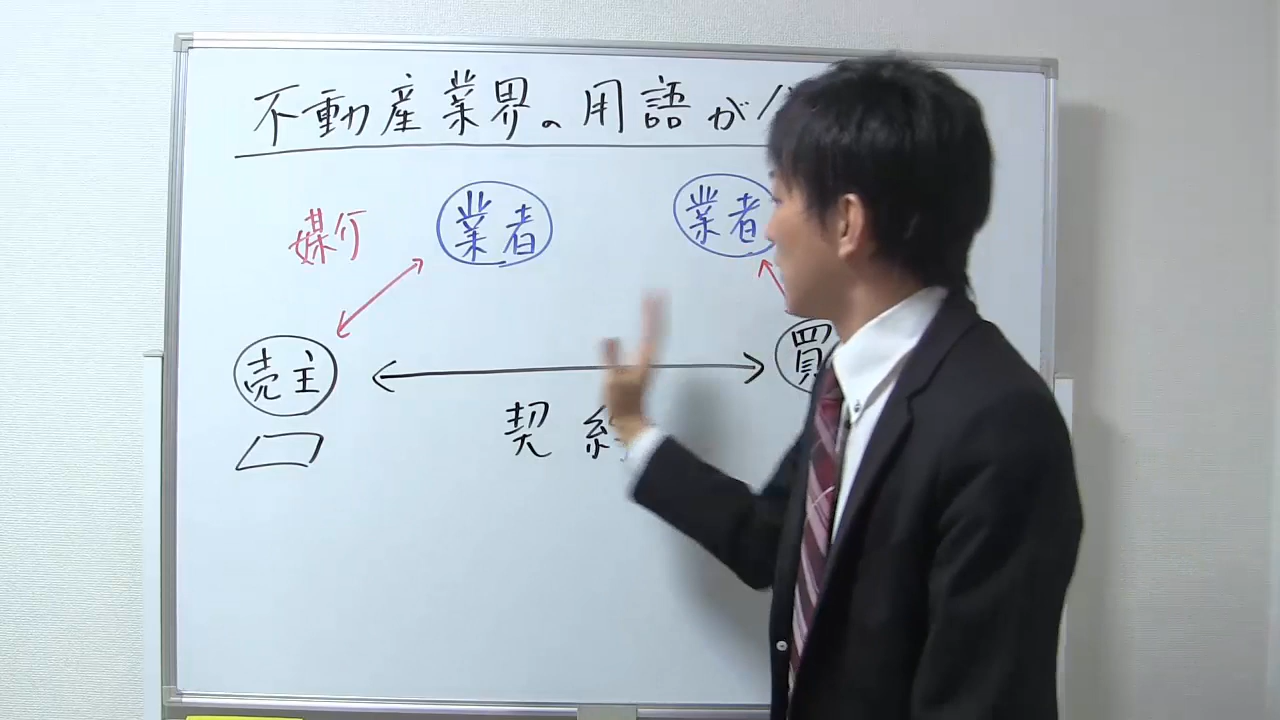 不動産業界の用語が
媒介 業者 業者
売主 買
契約